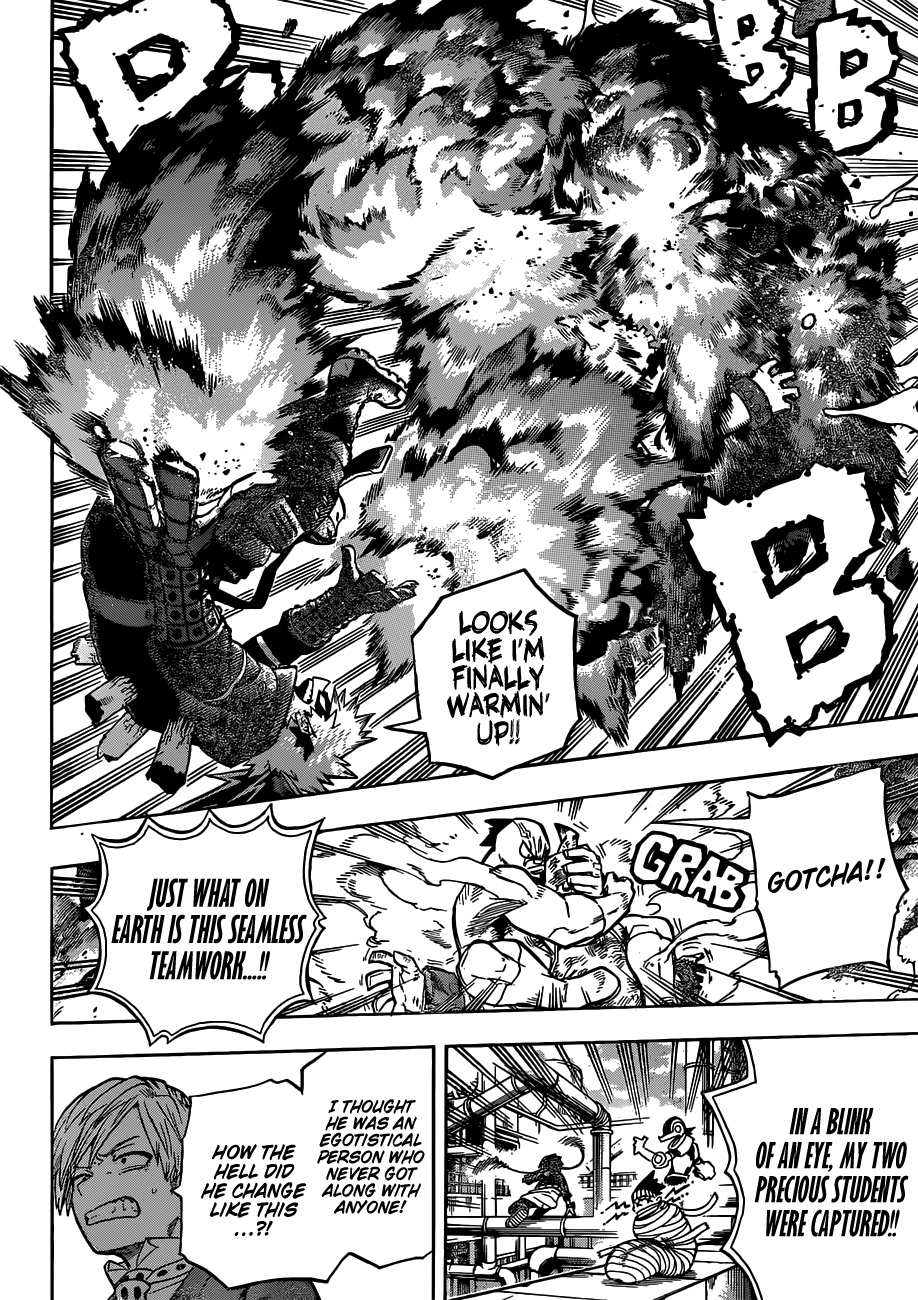 B
B
B
B
LOOKS
LIKE I'M
FINALLY
WARMIN'
UP!!
GOTCHA!!
GRAB
JUST WHAT ON
EARTH IS THIS SEAMLESS
TEAMWORK...!!
IN A BLINK
OF AN EYE, MY TWO
PRECIOUS STUDENTS
WERE CAPTURED!!
I THOUGHT
HE WAS AN
EGOTISTICAL
PERSON WHO
NEVER GOT
ALONG WITH
ANYONE!
HOW THE
HELL DID
HE CHANGE
LIKE THIS
...?!